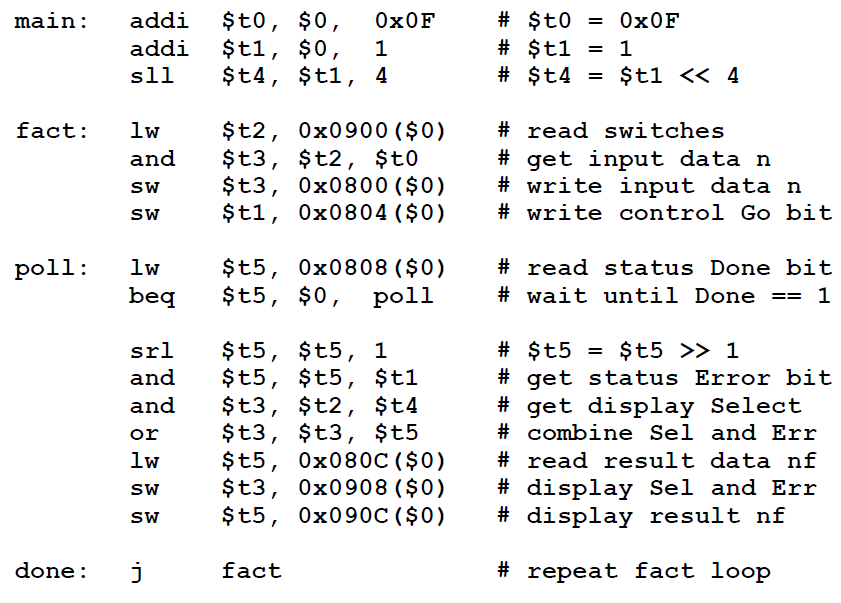 main: addi $t0, $0, 0x0F # $t0 = 0x0F
addi $t1, $0, 1 # $t1 = 1
sll $t4, $t1, 4 # $t4 = $t1 << 4
fact: lw $t2, 0x0900($0) # read switches
and $t3, $t2, $t0 # get input data n
sw $t3, 0x0800($0) # write input data n
sw $t1, 0x0804($0) # write control Go bit
poll: lw $t5, 0x0808($0) # read status Done bit
beq $t5, $0, poll # wait until Done == 1
srl $t5, $t5, 1 # $t5 = $t5 >> 1
and $t5, $t5, $t1 # get status Error bit
and $t3, $t2, $t4 # get display Select
or $t3, $t3, $t5 # combine Sel and Err
lw $t5, 0x080C($0) # read result data nf
sw $t3, 0x0908($0) # display Sel and Err
sw $t5, 0x090C($0) # display result nf
done: j fact # repeat fact loop